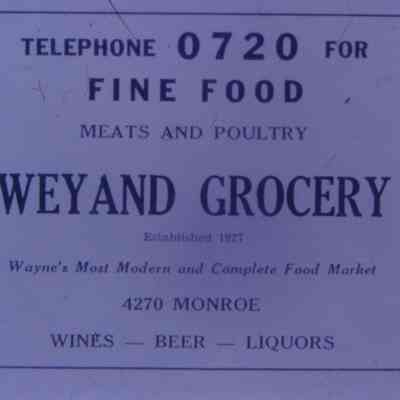 TELEPHONE 0720 FOR
FINE FOOD
MEATS AND POULTRY
WEYAND GROCERY
Established 1927
Wayne's Most Modern and Complete Food Market
4270 MONROE
WINES — BEER — LIQUORS